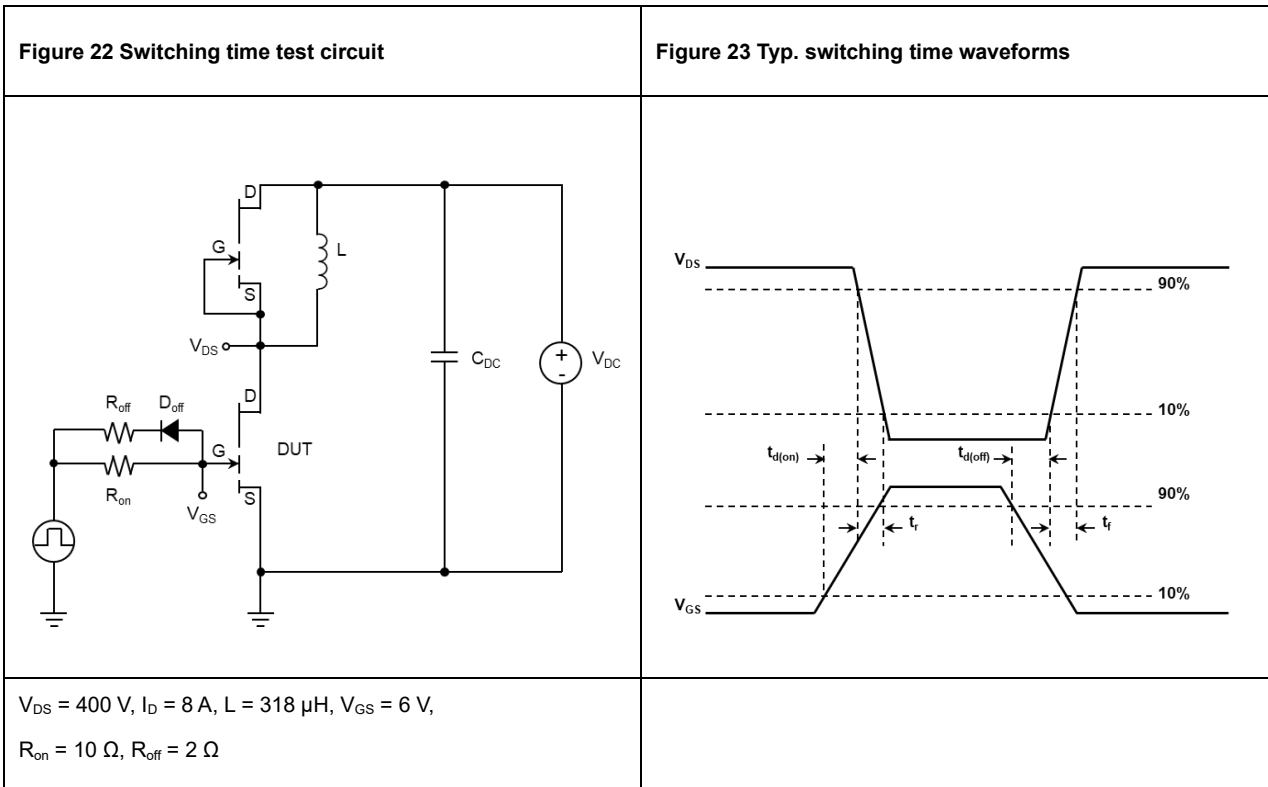 Figure 22 Switching time test circuit
Figure 23 Typ. switching time waveforms
D
G
L
S
VDS
CDC
+
-
VDC
D
Roff
Doff
G
DUT
Ron
S
VGS
VDS
90%
10%
td(on)
td(off)
90%
tr
tf
10%
VGS
VDS = 400 V, ID = 8 A, L = 318 μH, VGS = 6 V,
Ron = 10 Ω, Roff = 2 Ω